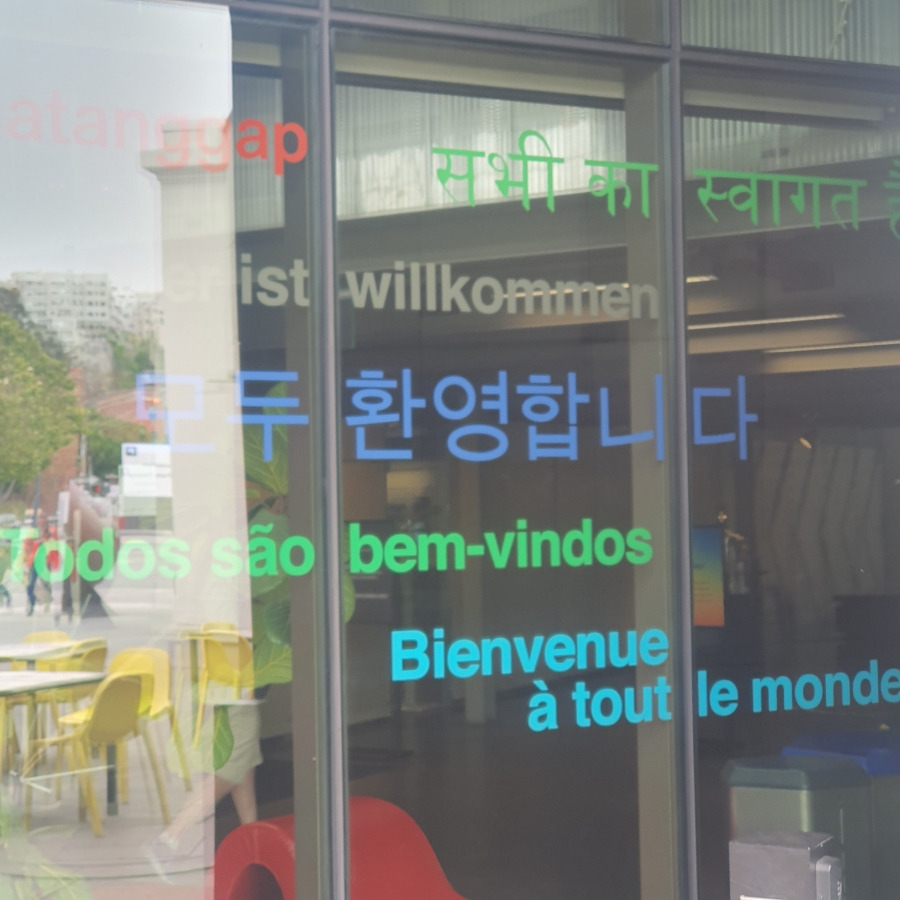 atanggap
सभी का स्वागत है
er ist willkommen
모두 환영합니다
Todos são bem-vindos
Bienvenue
à tout le monde